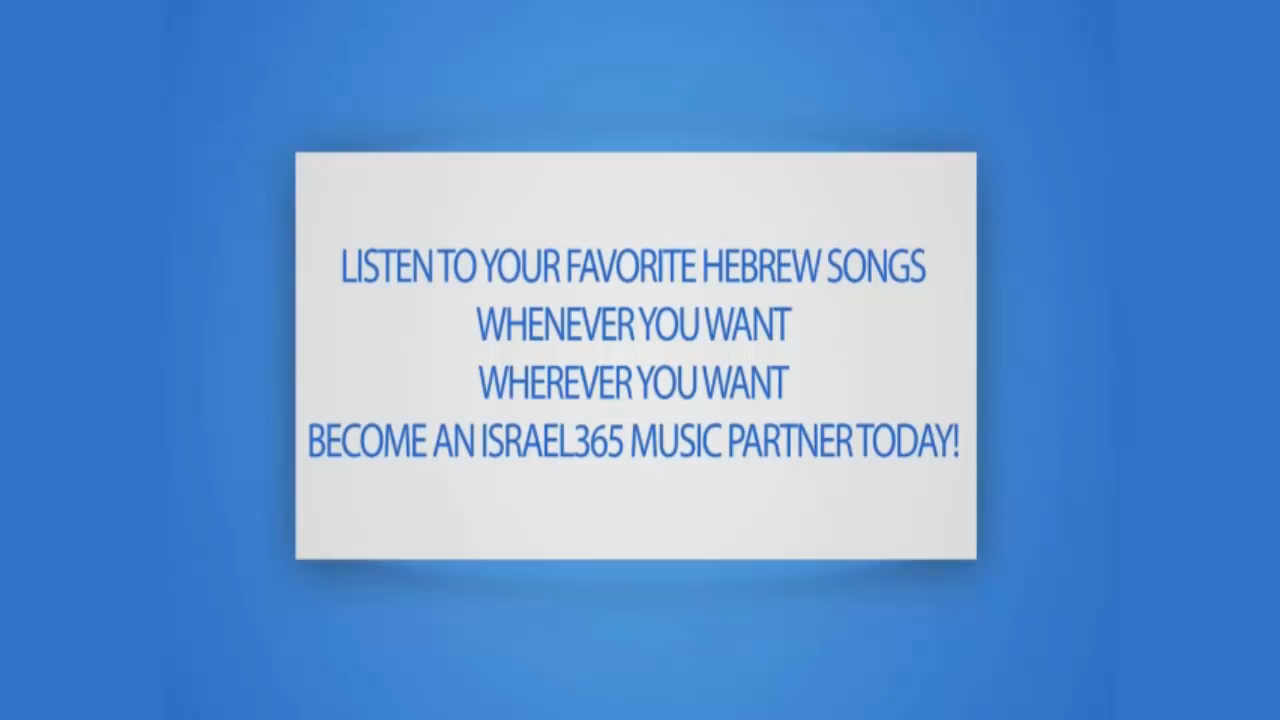 LISTEN TO YOUR FAVORITE HEBREW SONGS
WHENEVER YOU WANT
WHEREVER YOU WANT
BECOME AN ISRAEL365 MUSIC PARTNER TODAY!